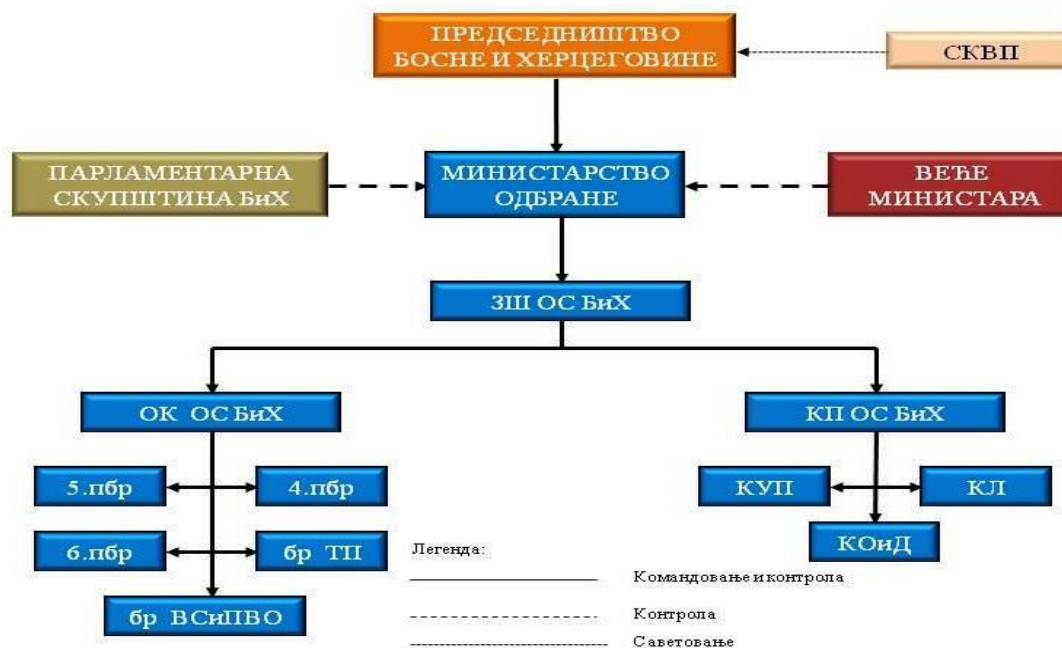 ПРЕДСЕДНИШТВО
БОСНЕ И ХЕРЦЕГОВИНЕ
СКВП
ПАРЛАМЕНТАРНА
СКУПШТИНА БиХ
МИНИСТАРСТВО
ОДБРАНЕ
ВЕЋЕ
МИНИСТАРА
ЗШ ОС БиХ
ОК ОС БиХ
КП ОС БиХ
5.пбр
4.пбр
КУП
КЛ
6.пбр
бр ТП
КОиД
бр ВСиПВО
Легенда:
Командовање и контрола
Контрола
Саветовање